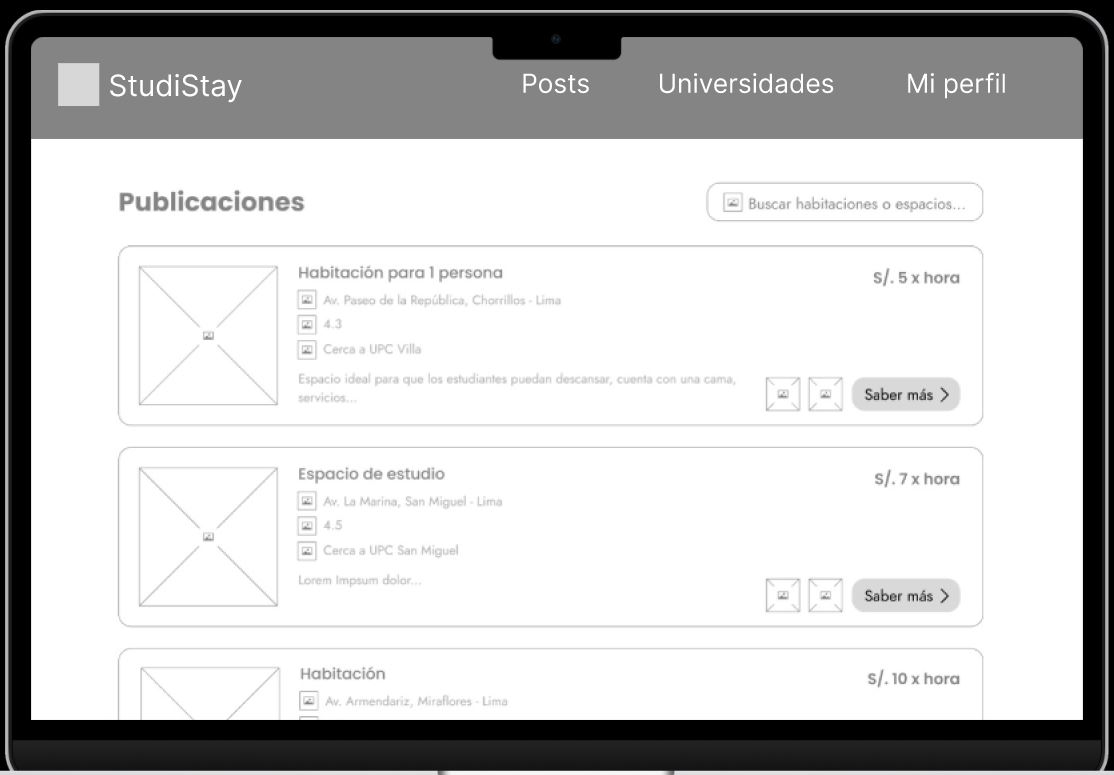 StudiStay
Posts
Universidades
Mi perfil
Publicaciones
Buscar habitaciones o espacios...
Habitación para 1 persona
S/. 5 x hora
Av. Paseo de la República, Chorrillos - Lima
4.3
Cerca a UPC Villa
Espacio ideal para que los estudiantes puedan descansar, cuenta con una cama,
servicios...
Saber más
Espacio de estudio
S/. 7 x hora
Av. La Marina, San Miguel - Lima
4.5
Cerca a UPC San Miguel
Lorem Impsum dolor...
Saber más
Habitación
S/. 10 x hora
Av. Armendariz, Miraflores - Lima